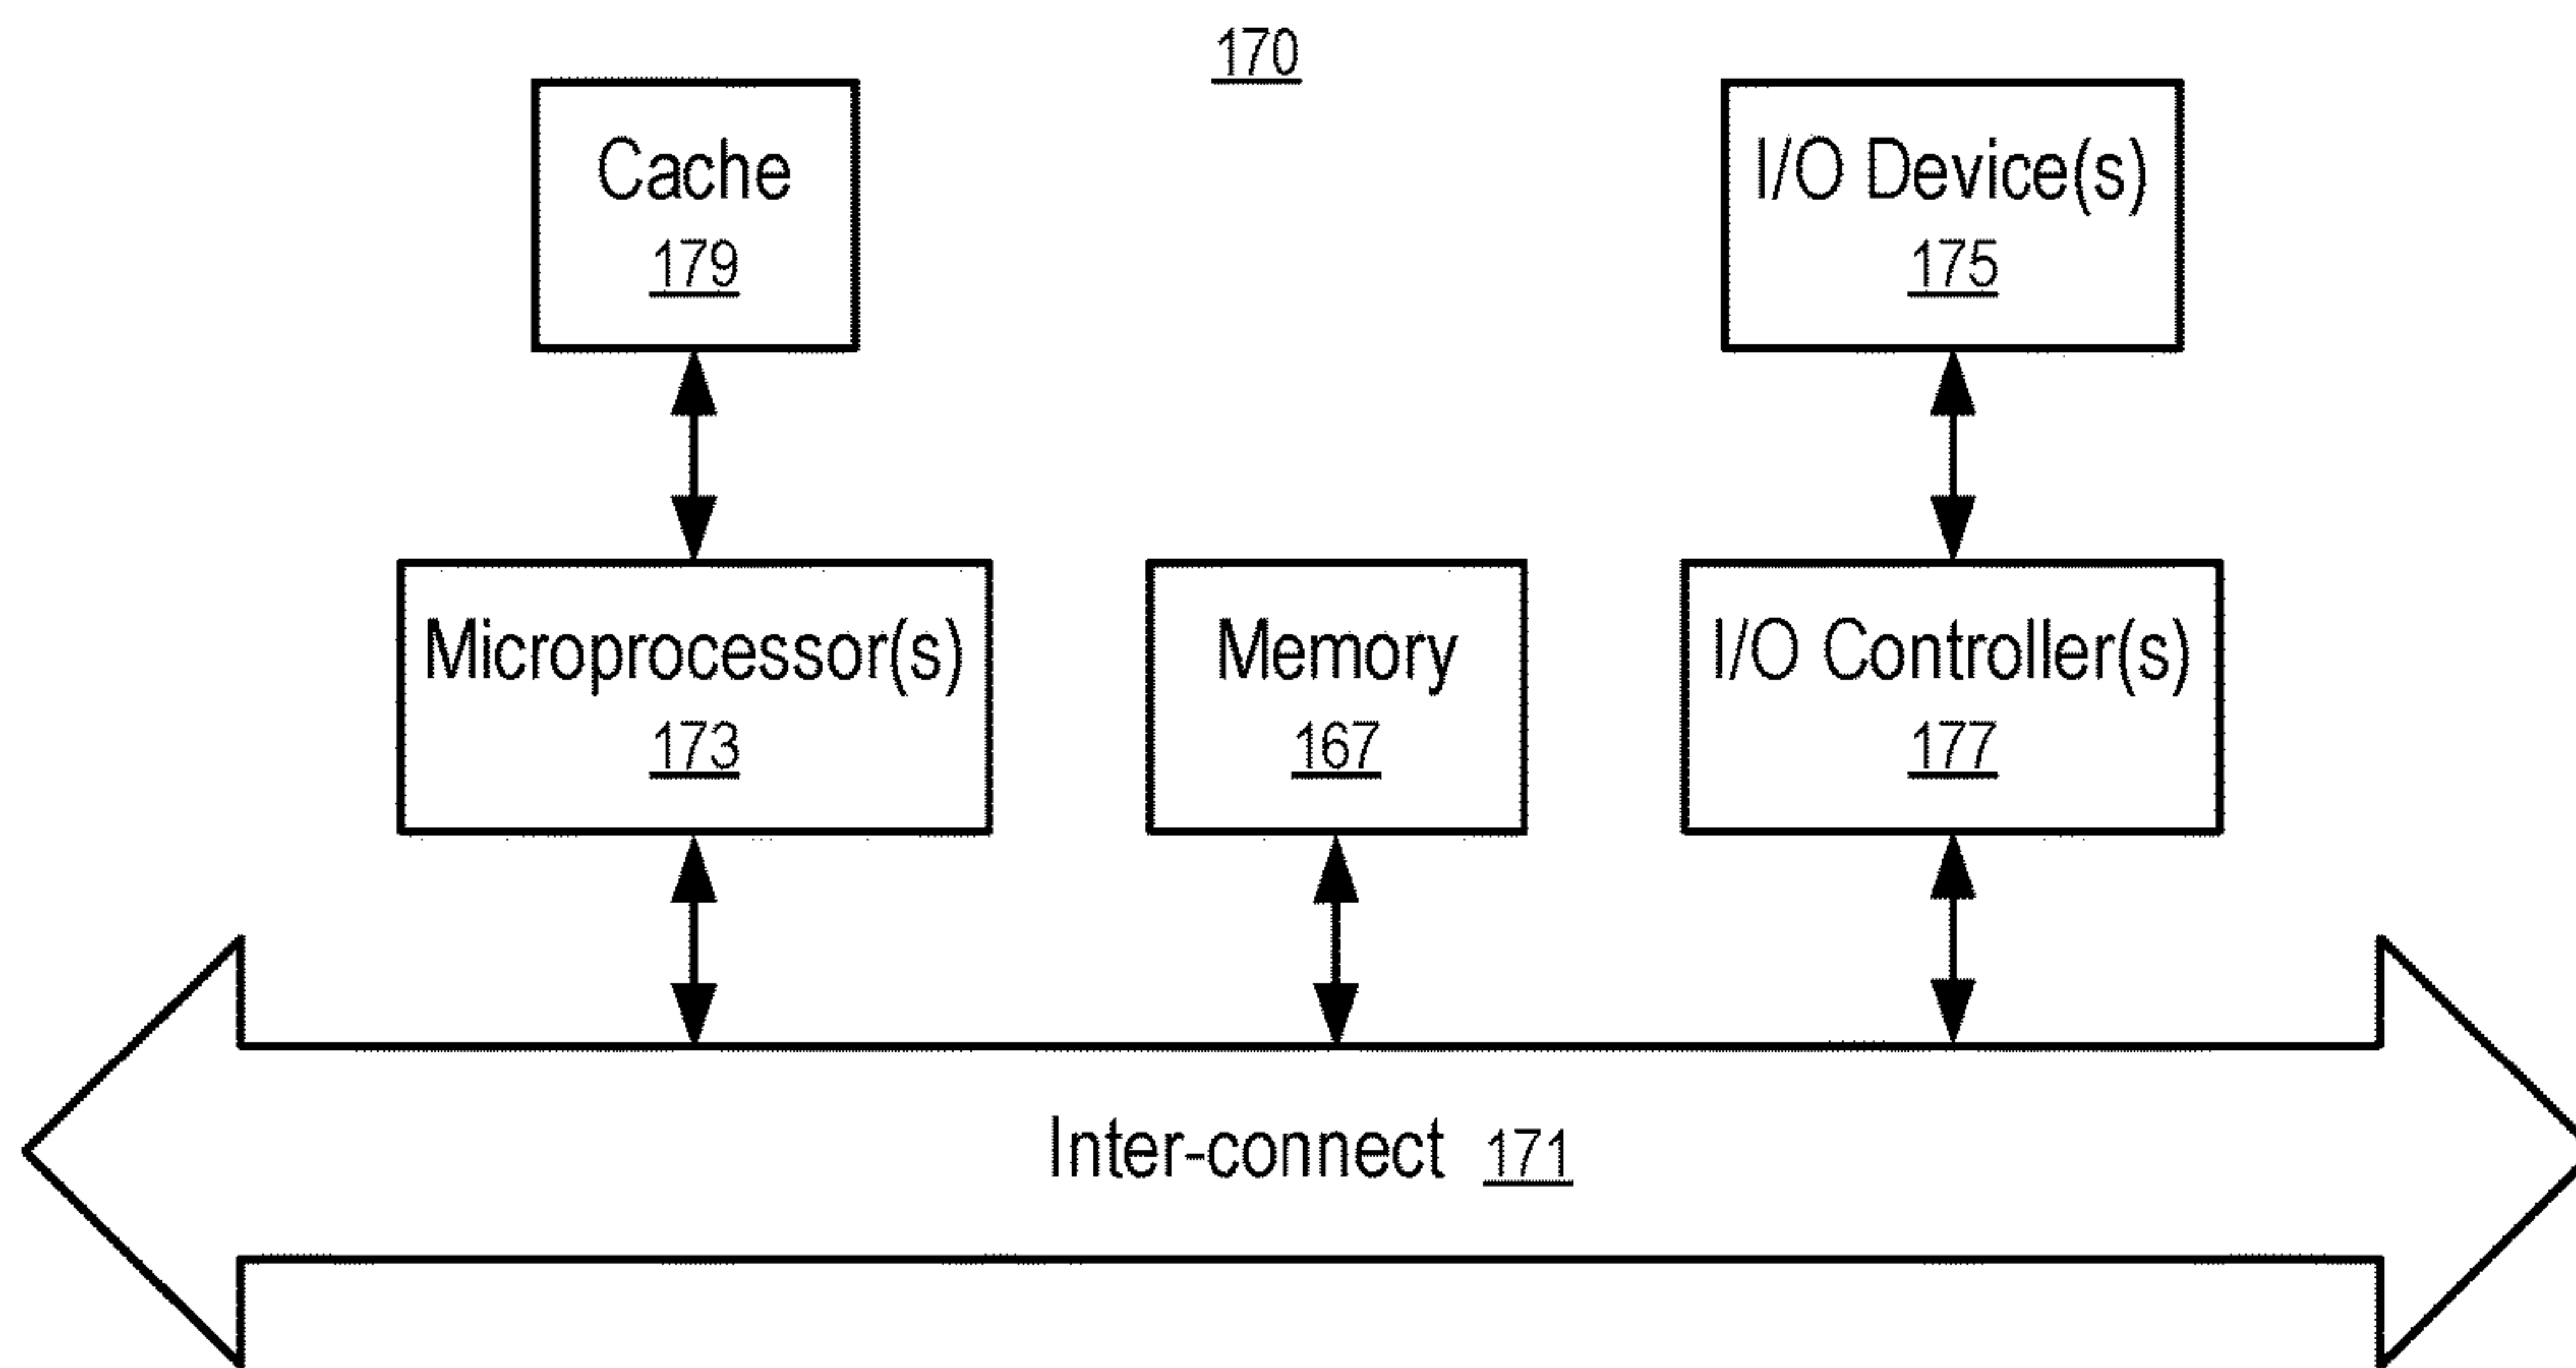 170
Cache
179
I/O Device(s)
175
Microprocessor(s)
173
Memory
167
I/O Controller(s)
177
Inter-connect 171